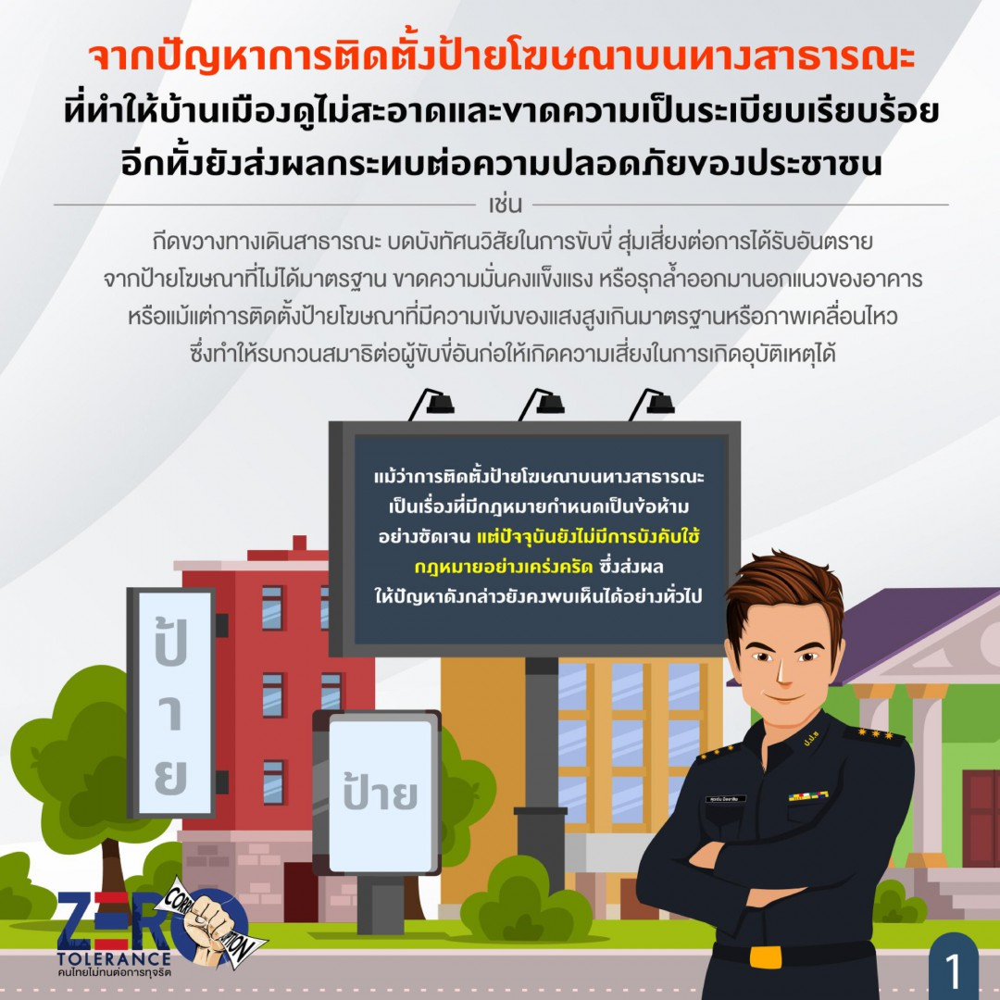 จากปัญหาการติดตั้งป้ายโฆษณาบนทางสาธารณะ
ที่ทำให้บ้านเมืองดูไม่สะอาดและขาดความเป็นระเบียบเรียบร้อย
อีกทั้งยังส่งผลกระทบต่อความปลอดภัยของประชาชน
เช่น
กีดขวางทางเดินสาธารณะ บดบังทัศนวิสัยในการขับขี่ สุ่มเสี่ยงต่อการได้รับอันตราย
จากป้ายโฆษณาที่ไม่ได้มาตรฐาน ขาดความมั่นคงแข็งแรง หรือรุกล้ำออกมานอกแนวของอาคาร
หรือแม้แต่การติดตั้งป้ายโฆษณาที่มีความเข้มของแสงสูงเกินมาตรฐานหรือภาพเคลื่อนไหว
ซึ่งทำให้รบกวนสมาธิต่อผู้ขับขี่อันก่อให้เกิดความเสี่ยงในการเกิดอุบัติเหตุได้
แม้ว่าการติดตั้งป้ายโฆษณาบนทางสาธารณะ
เป็นเรื่องที่มีกฎหมายกำหนดเป็นข้อห้าม
อย่างชัดเจน แต่ปัจจุบันยังไม่มีการบังคับใช้
กฎหมายอย่างเคร่งครัด ซึ่งส่งผล
ให้ปัญหาดังกล่าวยังคงพบเห็นได้อย่างทั่วไป
ป้าย
ป้าย
ป.ป.ช
ZERO
CORRUPTION
TOLERANCE
คนไทยไม่ทนต่อการทุจริต
1